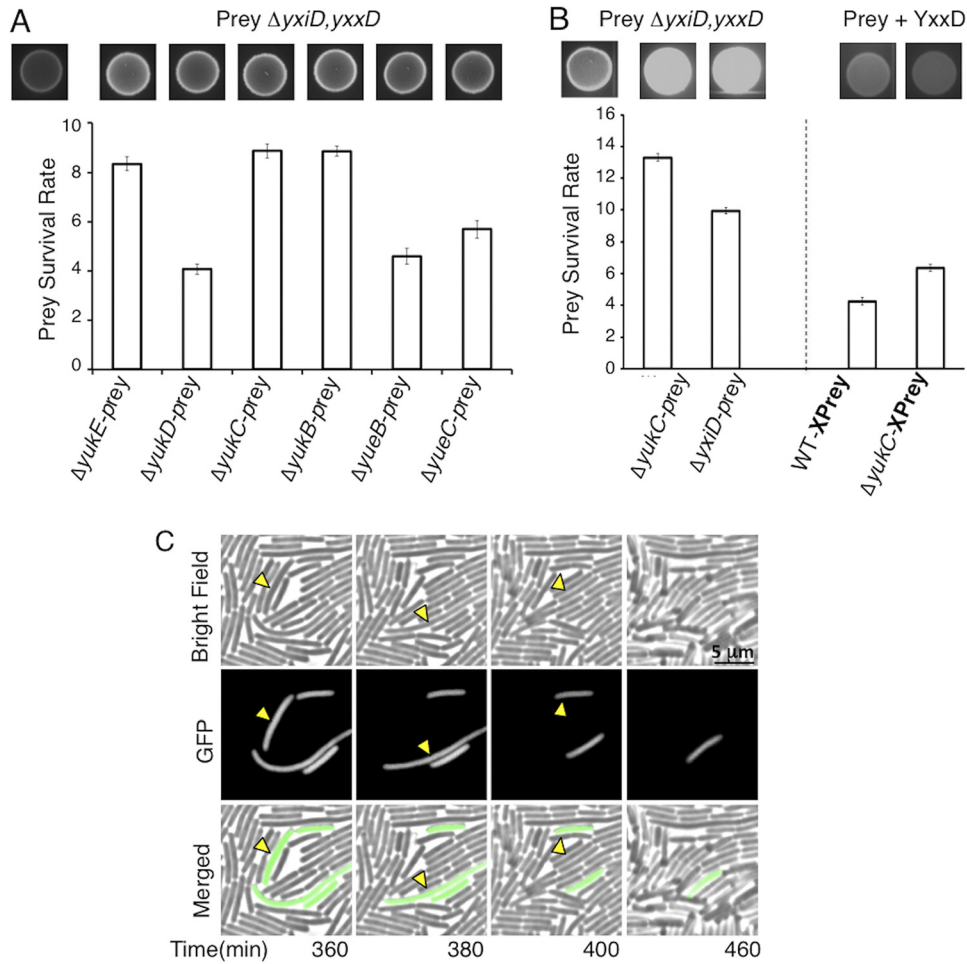 A
Prey ΔyxiD,yxxD
Prey Survival Rate
10
8
6
4
2
0
ΔyukE-prey
ΔyukD-prey
ΔyukC-prey
ΔyukB-prey
ΔyueB-prey
ΔyueC-prey
B
Prey ΔyxiD,yxxD
Prey + YxxD
Prey Survival Rate
16
14
12
10
8
6
4
2
0
...
ΔyukC-prey
ΔyxiD-prey
WT-XPrey
ΔyukC-XPrey
C
Bright Field
5 μm
GFP
Merged
Time(min) 360 380 400 460